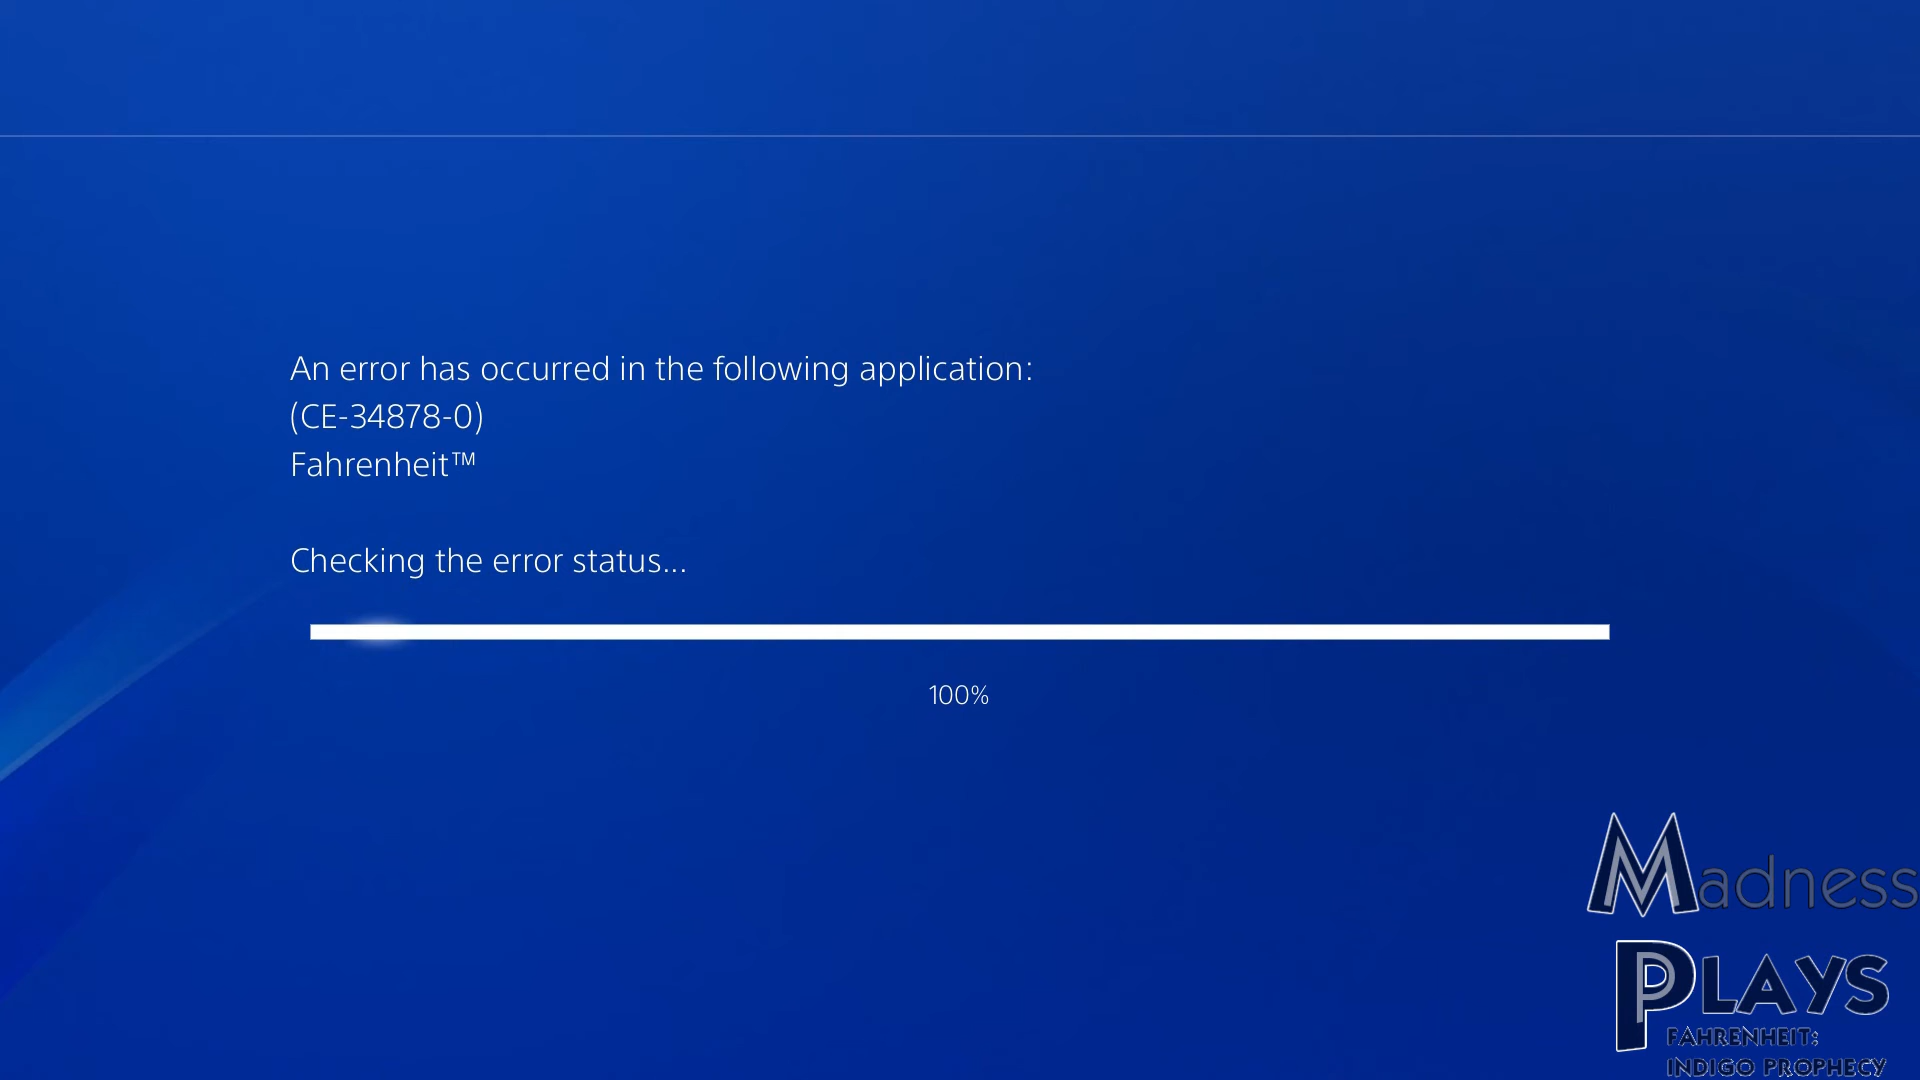 An error has occurred in the following application:
(CE-34878-0)
Fahrenheit™
Checking the error status...
100%
Madness
PLAYS
FAHRENHEIT:
INDIGO PROPHECY